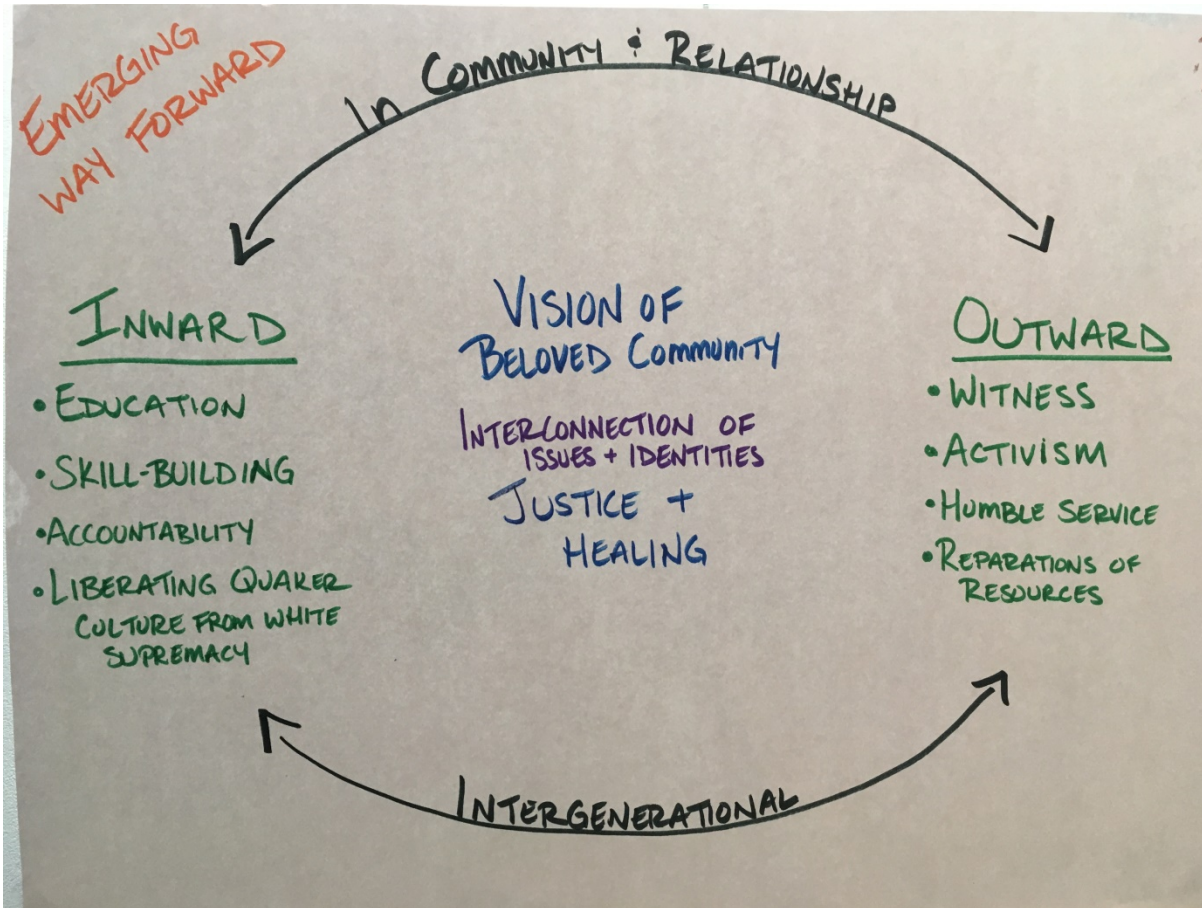 EMERGING
WAY FORWARD
In COMMUNITY & RELATIONSHIP
INWARD
• EDUCATION
• SKILL-BUILDING
• ACCOUNTABILITY
• LIBERATING QUAKER
CULTURE FROM WHITE
SUPREMACY
VISION OF
BELOVED COMMUNITY
INTERCONNECTION OF
ISSUES + IDENTITIES
JUSTICE +
HEALING
OUTWARD
• WITNESS
• ACTIVISM
• HUMBLE SERVICE
• REPARATIONS OF
RESOURCES
INTERGENERATIONAL